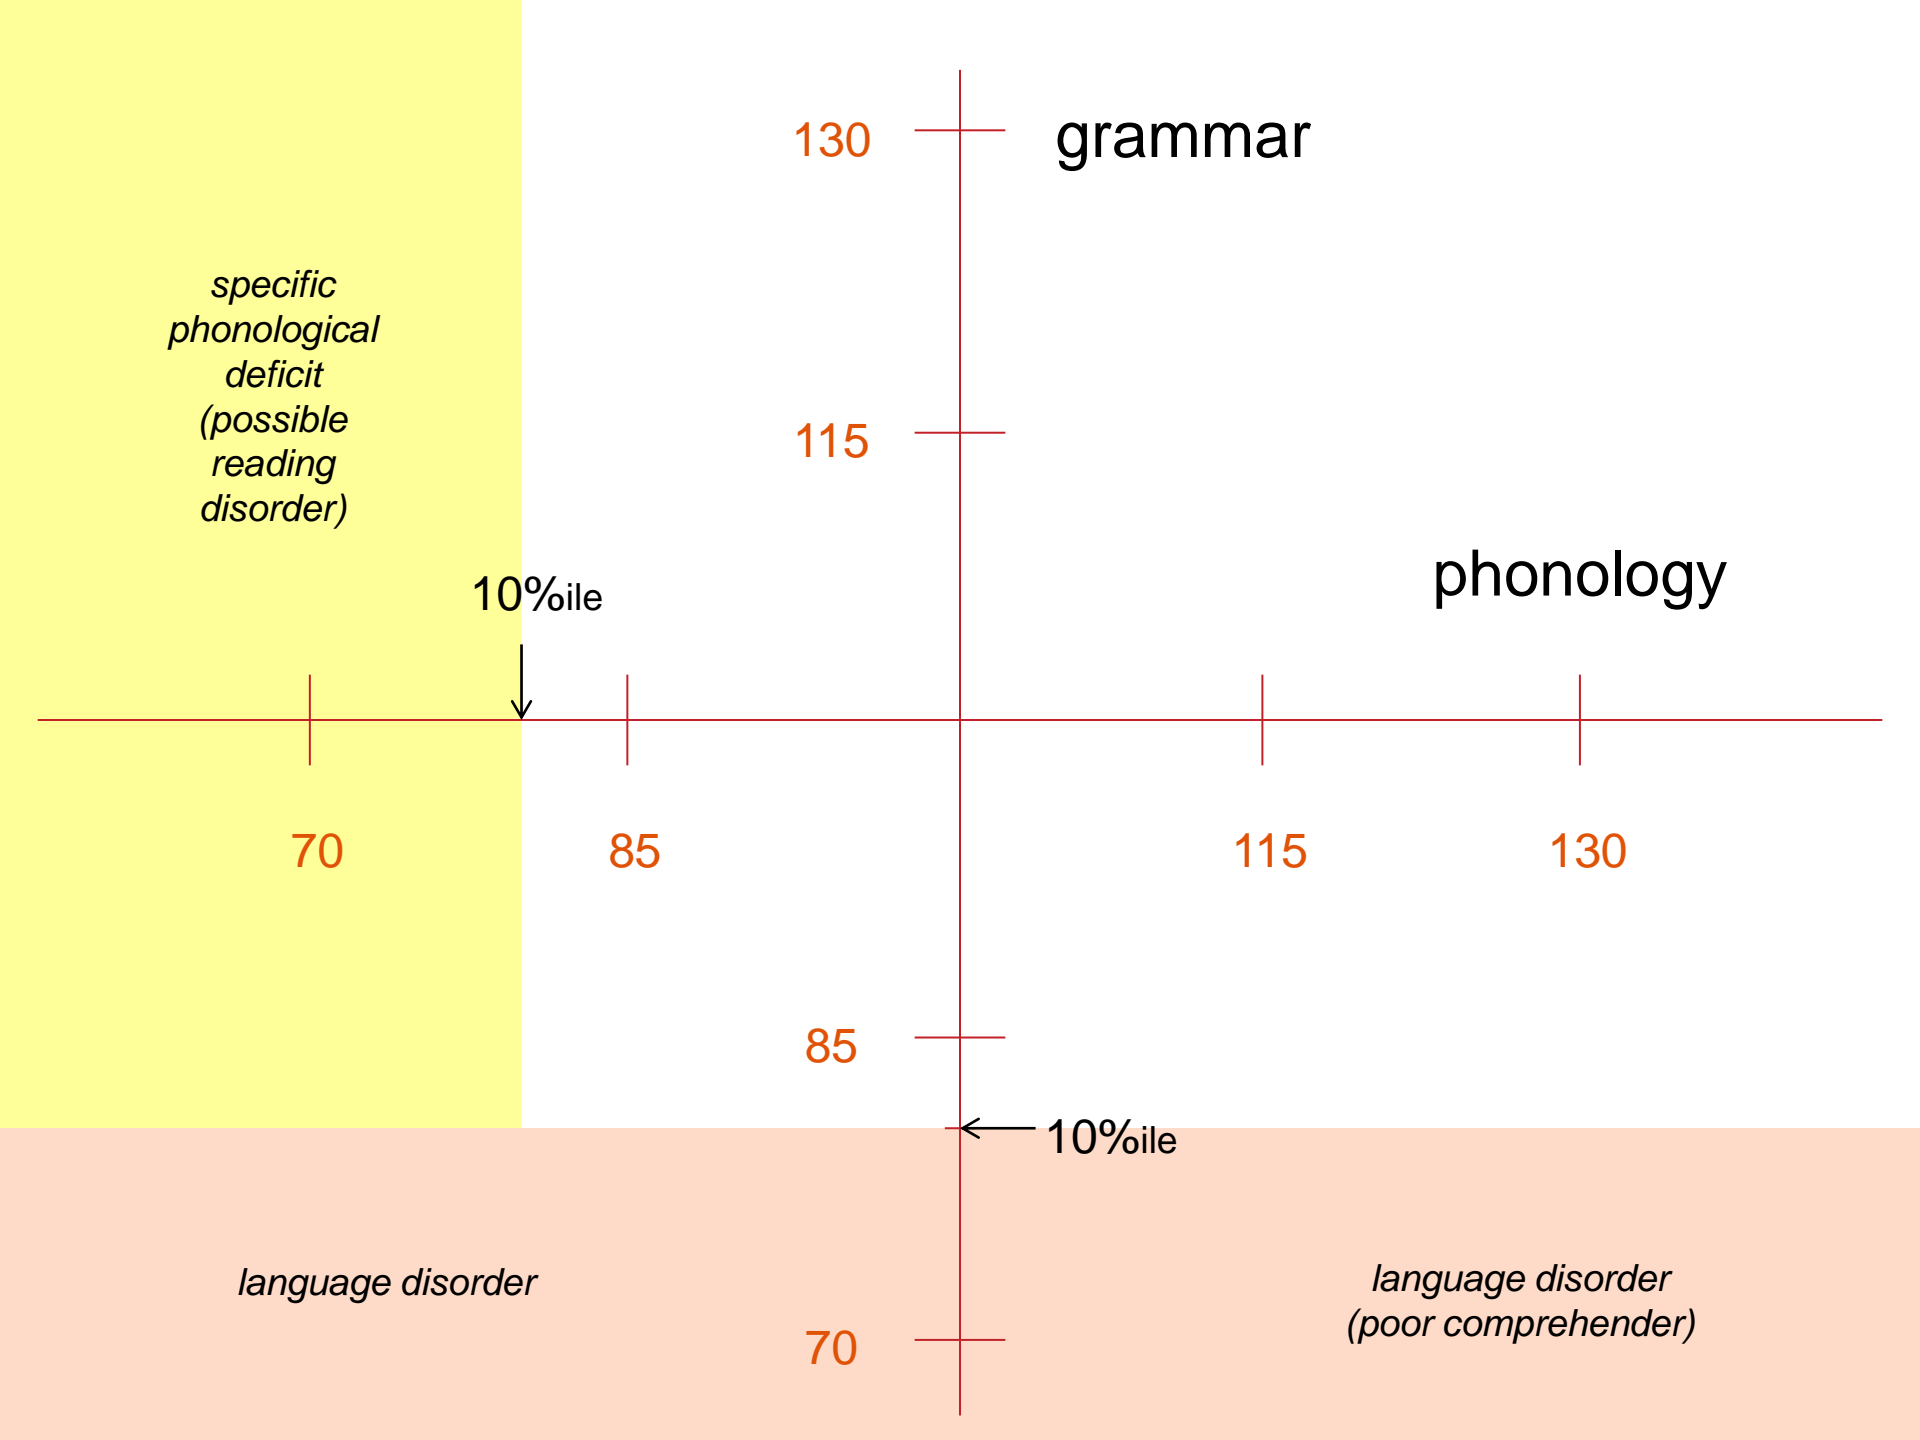 130
grammar
specific
phonological
deficit
(possible
reading
disorder)
115
10%ile
phonology
70
85
115
130
85
10%ile
language disorder
language disorder
(poor comprehender)
70